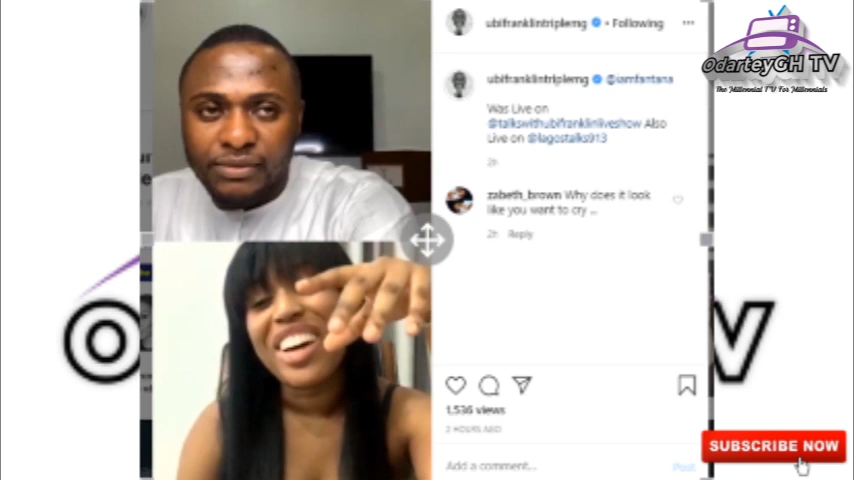 ubifranklintriplemg • Following
ubifranklintriplemg @iamfantana
Was Live on
@talkswithubifranklinliveshow Also
Live on @lagostalks913
2h
zabeth_brown Why does it look
like you want to cry ...
2h Reply
1,536 views
2 HOURS AGO
Add a comment...
Post
OdarteyGH TV
The Millennial TV For Millennials
O
V
SUBSCRIBE NOW